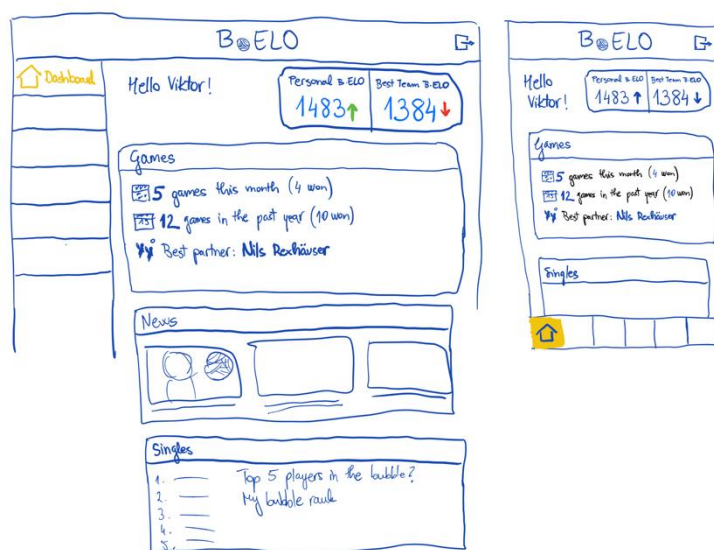 B ELO
Dashboard
Hello Viktor!
Personal B.ELO
1483
Best Team B.ELO
1384
Games
5 games this month (4 won)
12 games in the past year (10 won)
Best partner: Nils Rexhäuser
News
Singles
1.
2.
3.
4.
5.
Top 5 players in the bubble?
My bubble rank
B ELO
Hello
Viktor!
Personal B.ELO
1483
Best Team B.ELO
1384
Games
5 games this month (4 won)
12 games in the past year (10 won)
Best partner: Nils Rexhäuser
Singles